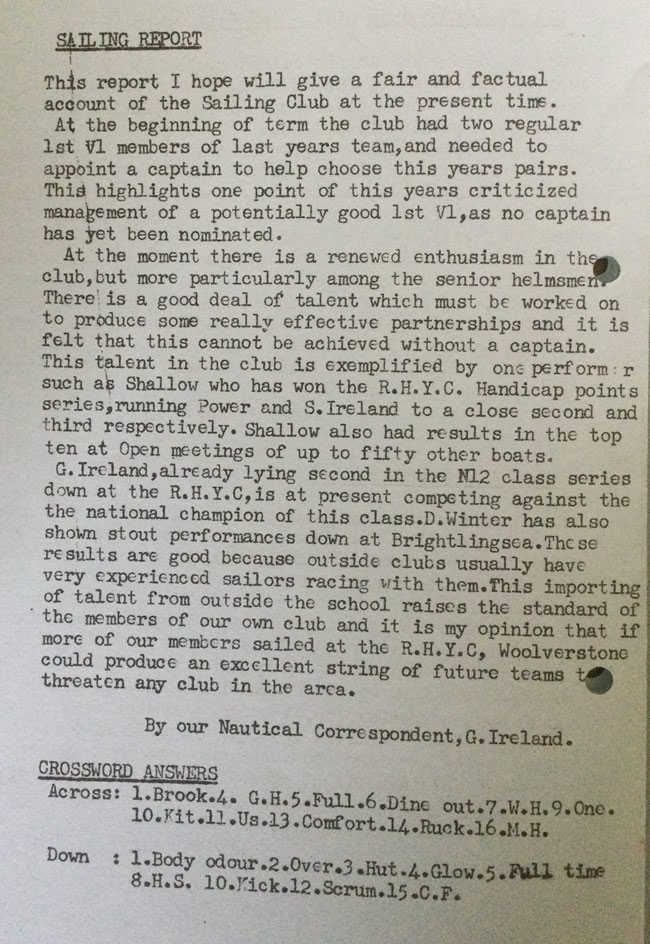 SAILING REPORT
This report I hope will give a fair and factual
account of the Sailing Club at the present time.
At the beginning of term the club had two regular
1st V1 members of last years team,and needed to
appoint a captain to help choose this years pairs.
This highlights one point of this years criticized
management of a potentially good 1st V1,as no captain
has yet been nominated.
At the moment there is a renewed enthusiasm in the
club,but more particularly among the senior helmsmen.
There is a good deal of talent which must be worked on
to produce some really effective partnerships and it is
felt that this cannot be achieved without a captain.
This talent in the club is exemplified by one performer
such as Shallow who has won the R.H.Y.C. Handicap points
series,running Power and S.Ireland to a close second and
third respectively. Shallow also had results in the top
ten at Open meetings of up to fifty other boats.
G.Ireland,already lying second in the N12 class series
down at the R.H.Y.C,is at present competing against the
the national champion of this class.D.Winter has also
shown stout performances down at Brightlingsea.These
results are good because outside clubs usually have
very experienced sailors racing with them.This importing
of talent from outside the school raises the standard of
the members of our own club and it is my opinion that if
more of our members sailed at the R.H.Y.C, Woolverstone
could produce an excellent string of future teams to
threaten any club in the area.
By our Nautical Correspondent,G.Ireland.
CROSSWORD ANSWERS
Across: 1.Brook.4. G.H.5.Full.6.Dine out.7.W.H.9.One.
10.Kit.11.Us.13.Comfort.14.Ruck.16.M.H.
Down : 1.Body odour.2.Over.3.Hut.4.Glow.5.Full time
8.H.S. 10.Kick.12.Scrum.15.C.F.